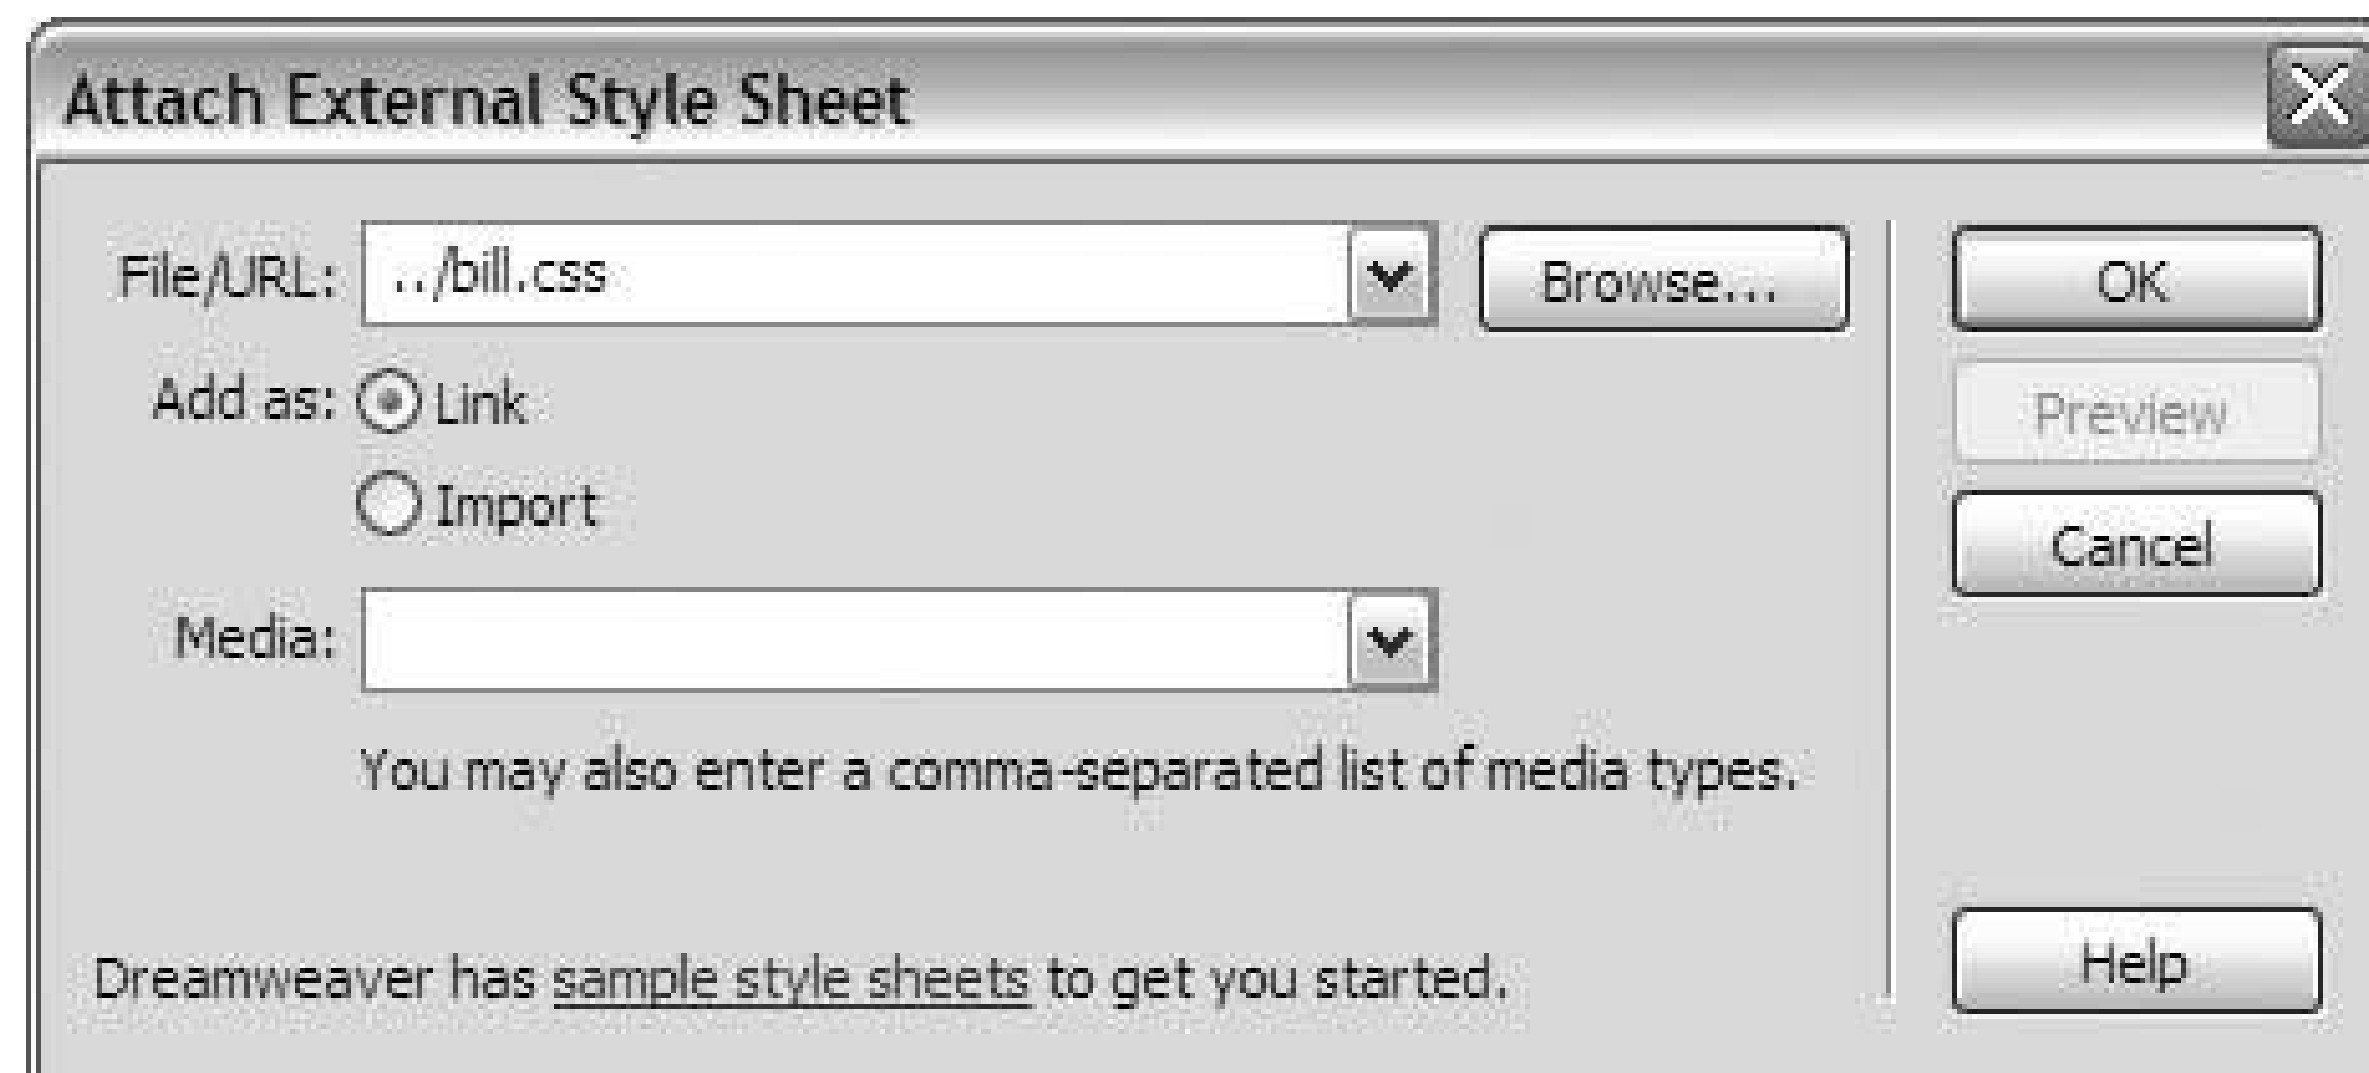 Attach External Style Sheet
File/URL: ../bill.css Browse... OK
Add as: Link Preview
Import Cancel
Media:
You may also enter a comma-separated list of media types.
Dreamweaver has sample style sheets to get you started. Help